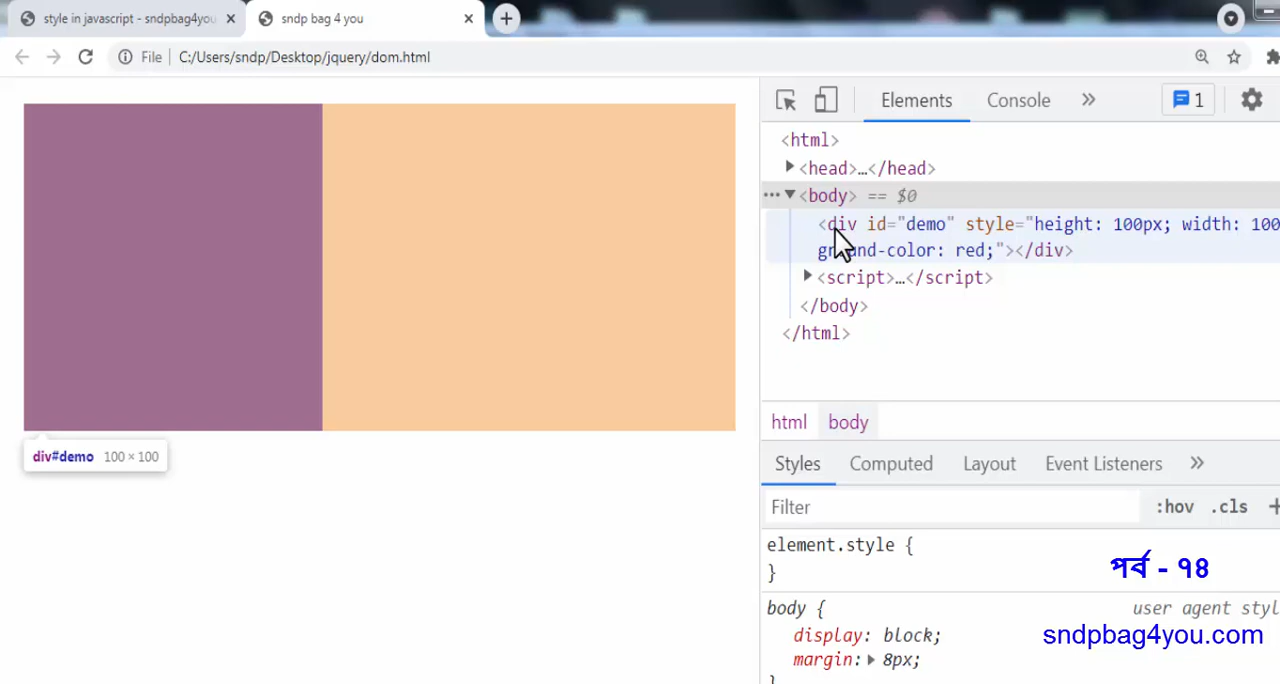 style in javascript - sndpbag4you
sndp bag 4 you
File
C:/Users/sndp/Desktop/jquery/dom.html
Elements
Console
1
<html>
<head>…</head>
<body> == $0
<div id="demo" style="height: 100px; width: 100
ground-color: red;"></div>
<script>…</script>
</body>
</html>
html body
div#demo 100 × 100
Styles Computed Layout Event Listeners
Filter :hov .cls +
element.style {
}
পর্ব - ১৪
body { user agent styl
display: block;
sndpbag4you.com
margin: 8px;
}